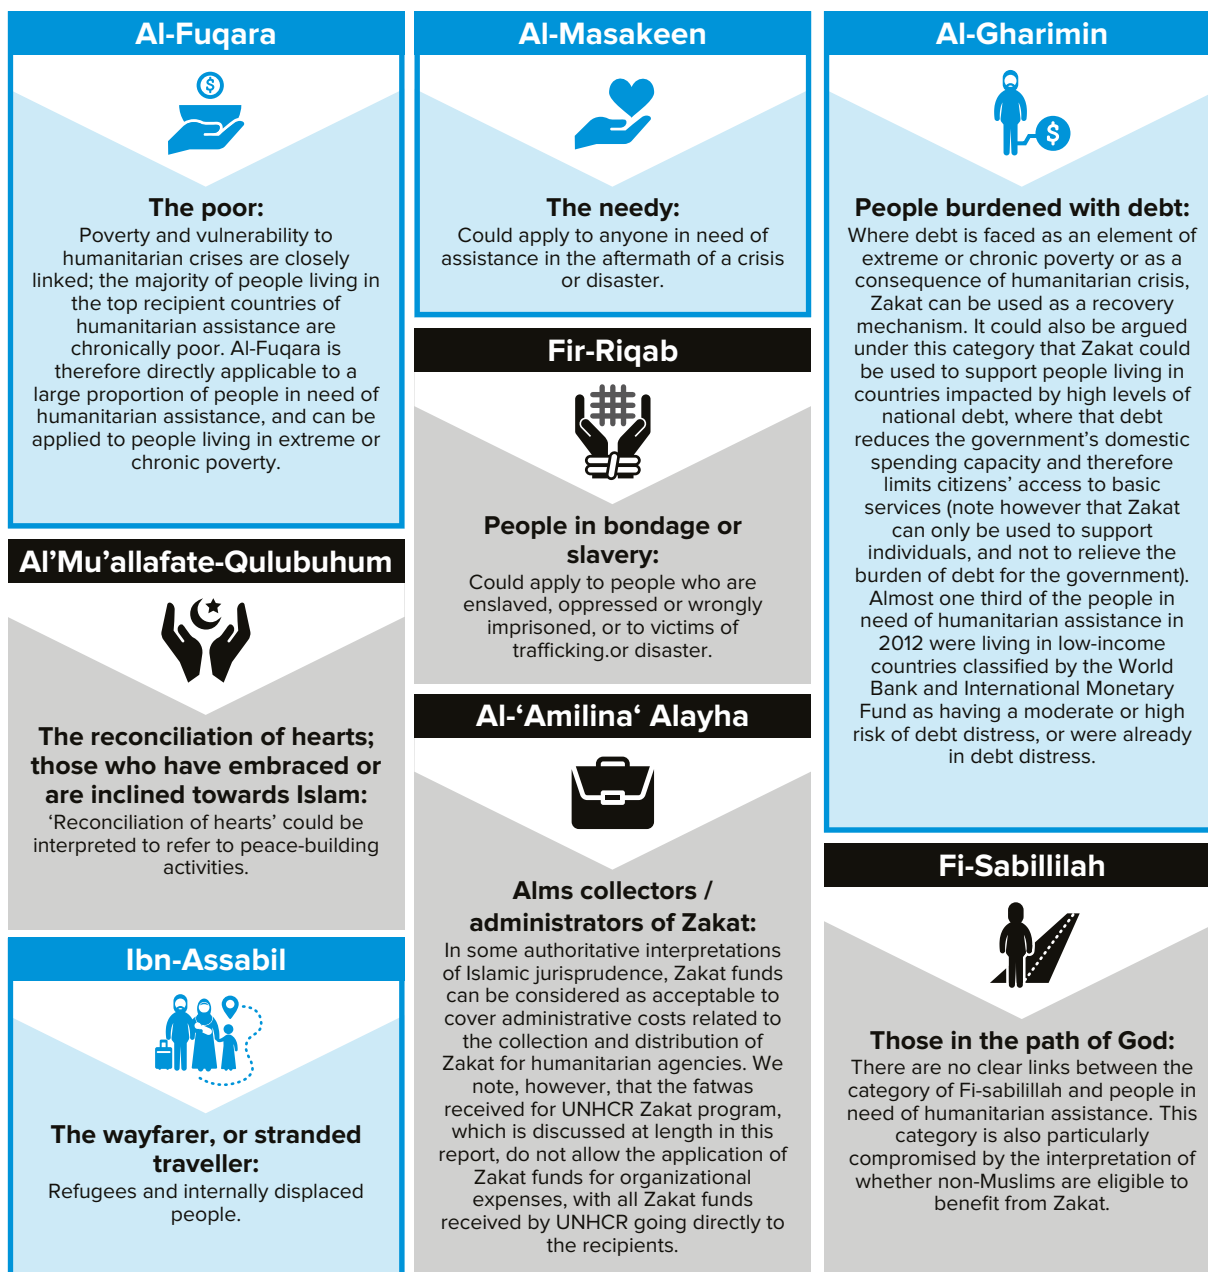 Al-Fuqara
The poor:
Poverty and vulnerability to
humanitarian crises are closely
linked; the majority of people living in
the top recipient countries of
humanitarian assistance are
chronically poor. Al-Fuqara is
therefore directly applicable to a
large proportion of people in need of
humanitarian assistance, and can be
applied to people living in extreme or
chronic poverty.
Al'Mu'allafate-Qulubuhum
The reconciliation of hearts;
those who have embraced or
are inclined towards Islam:
‘Reconciliation of hearts’ could be
interpreted to refer to peace-building
activities.
Ibn-Assabil
The wayfarer, or stranded
traveller:
Refugees and internally displaced
people.
Al-Masakeen
The needy:
Could apply to anyone in need of
assistance in the aftermath of a crisis
or disaster.
Fir-Riqab
People in bondage or
slavery:
Could apply to people who are
enslaved, oppressed or wrongly
imprisoned, or to victims of
trafficking.or disaster.
Al-‘Amilina‘ Alayha
Alms collectors /
administrators of Zakat:
In some authoritative interpretations
of Islamic jurisprudence, Zakat funds
can be considered as acceptable to
cover administrative costs related to
the collection and distribution of
Zakat for humanitarian agencies. We
note, however, that the fatwas
received for UNHCR Zakat program,
which is discussed at length in this
report, do not allow the application of
Zakat funds for organizational
expenses, with all Zakat funds
received by UNHCR going directly to
the recipients.
Al-Gharimin
$
People burdened with debt:
Where debt is faced as an element of
extreme or chronic poverty or as a
consequence of humanitarian crisis,
Zakat can be used as a recovery
mechanism. It could also be argued
under this category that Zakat could
be used to support people living in
countries impacted by high levels of
national debt, where that debt
reduces the government’s domestic
spending capacity and therefore
limits citizens’ access to basic
services (note however that Zakat
can only be used to support
individuals, and not to relieve the
burden of debt for the government).
Almost one third of the people in
need of humanitarian assistance in
2012 were living in low-income
countries classified by the World
Bank and International Monetary
Fund as having a moderate or high
risk of debt distress, or were already
in debt distress.
Fi-Sabillilah
Those in the path of God:
There are no clear links between the
category of Fi-sabilillah and people in
need of humanitarian assistance. This
category is also particularly
compromised by the interpretation of
whether non-Muslims are eligible to
benefit from Zakat.